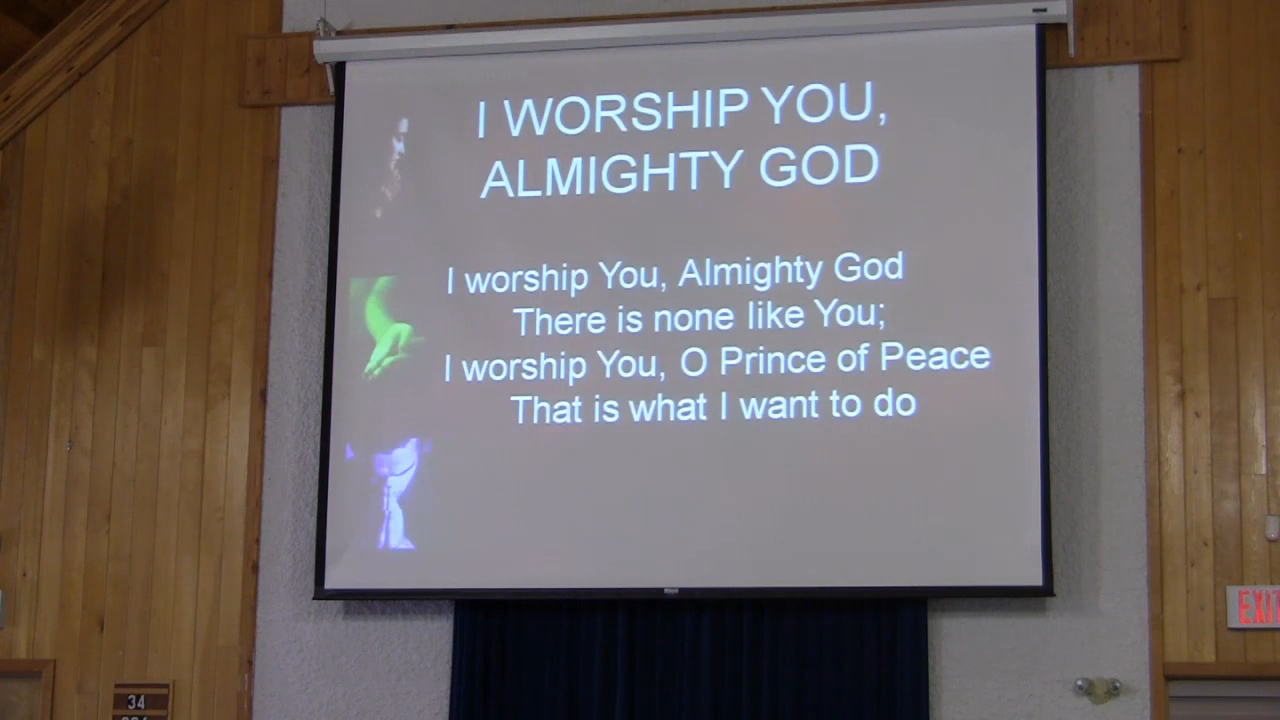 I WORSHIP YOU,
ALMIGHTY GOD
I worship You, Almighty God
There is none like You;
I worship You, O Prince of Peace
That is what I want to do
EXIT
34